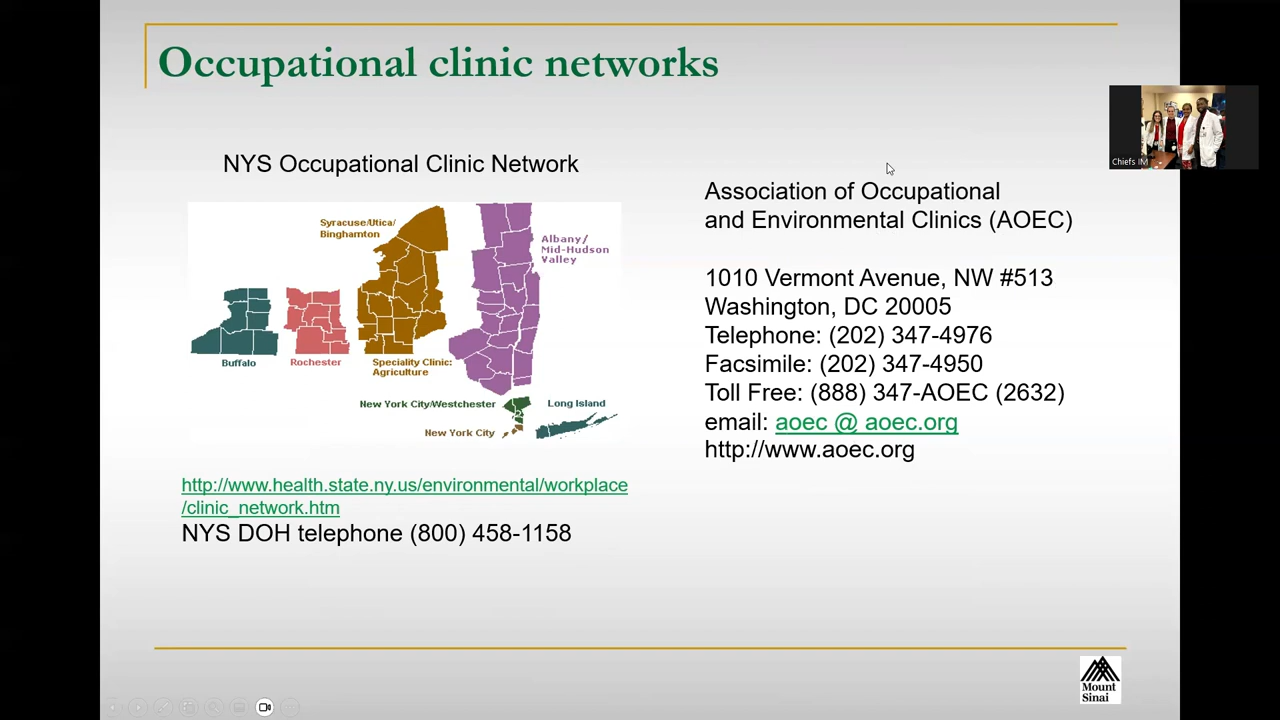 Occupational clinic networks
NYS Occupational Clinic Network
Syracuse/Utica/
Binghamton
Albany/
Mid-Hudson
Valley
Buffalo
Rochester
Speciality Clinic:
Agriculture
New York City/Westchester
Long Island
New York City
http://www.health.state.ny.us/environmental/workplace
/clinic_network.htm
NYS DOH telephone (800) 458-1158
Association of Occupational
and Environmental Clinics (AOEC)
1010 Vermont Avenue, NW #513
Washington, DC 20005
Telephone: (202) 347-4976
Facsimile: (202) 347-4950
Toll Free: (888) 347-AOEC (2632)
email: aoec @ aoec.org
http://www.aoec.org
Chiefs IM
Mount
Sinai